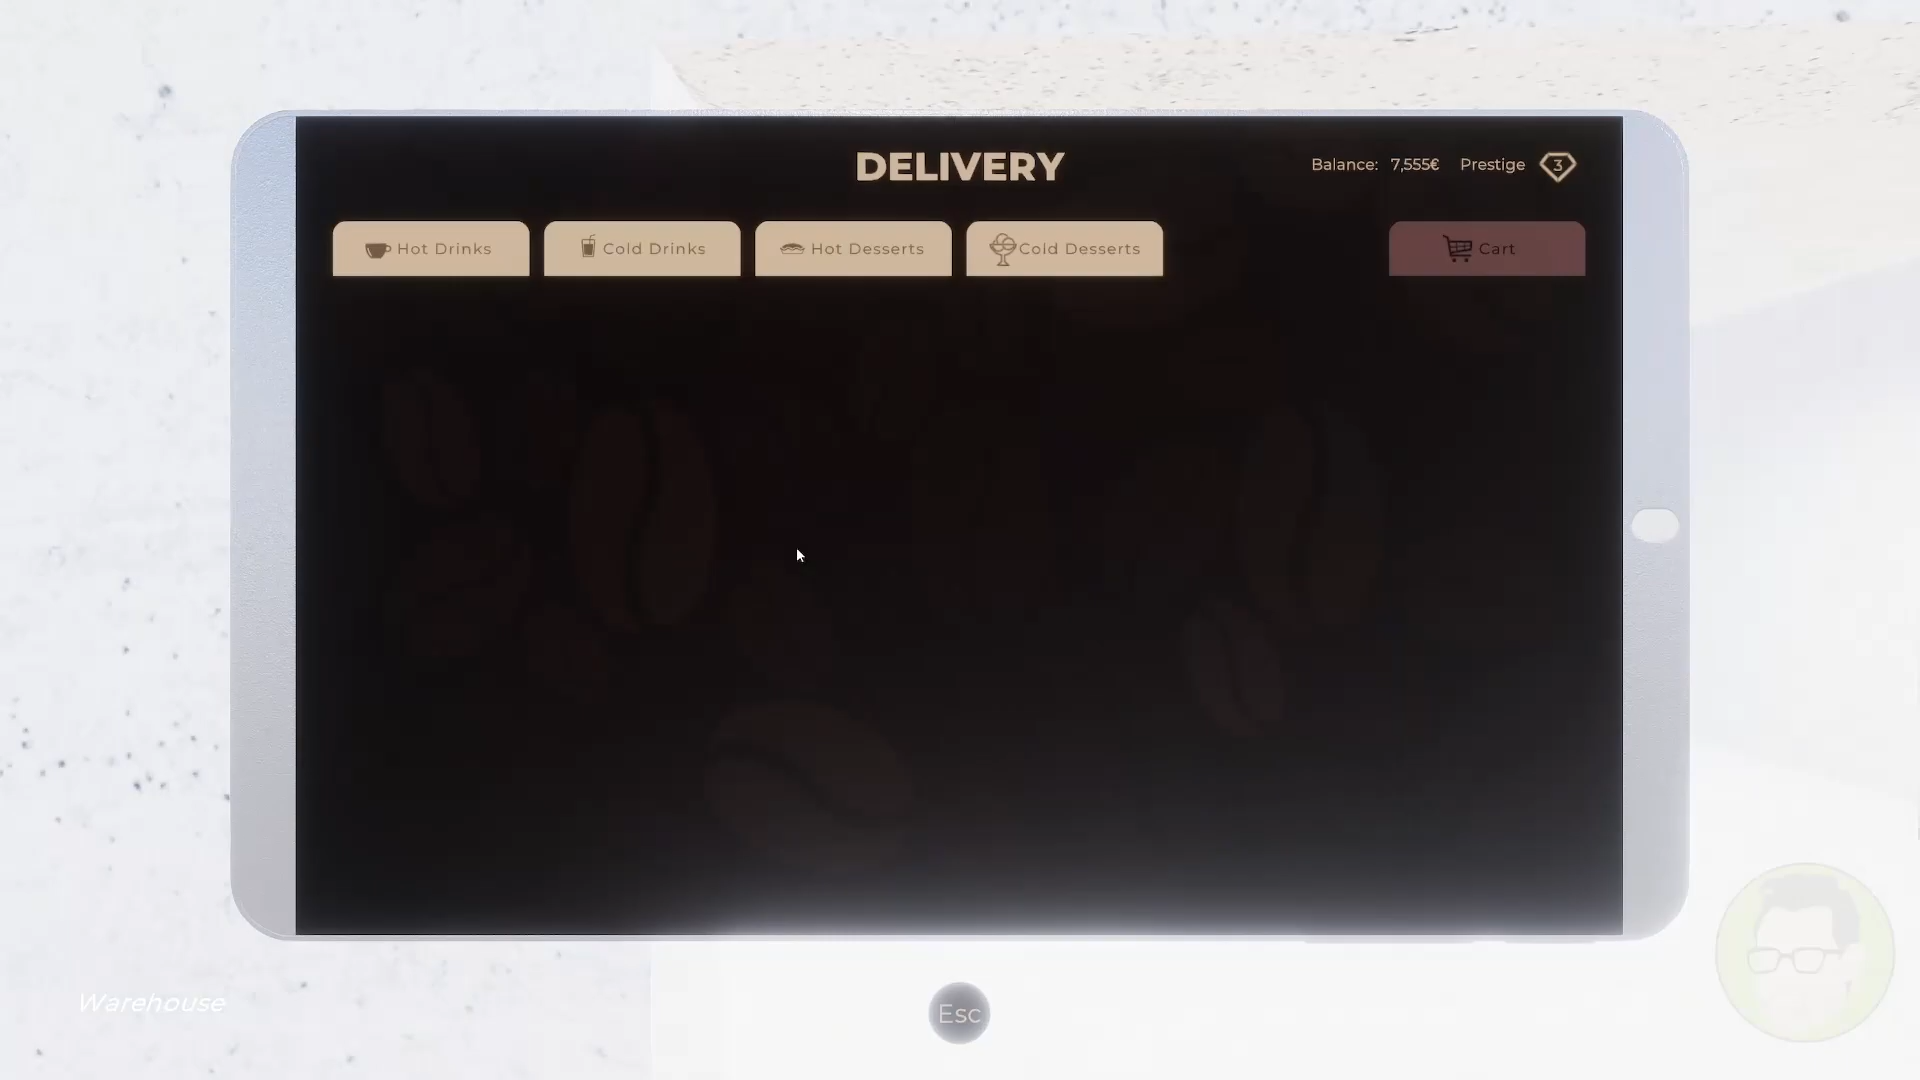 DELIVERY
Balance: 7,555€ Prestige 3
Hot Drinks
Cold Drinks
Hot Desserts
Cold Desserts
Cart
Warehouse
Esc